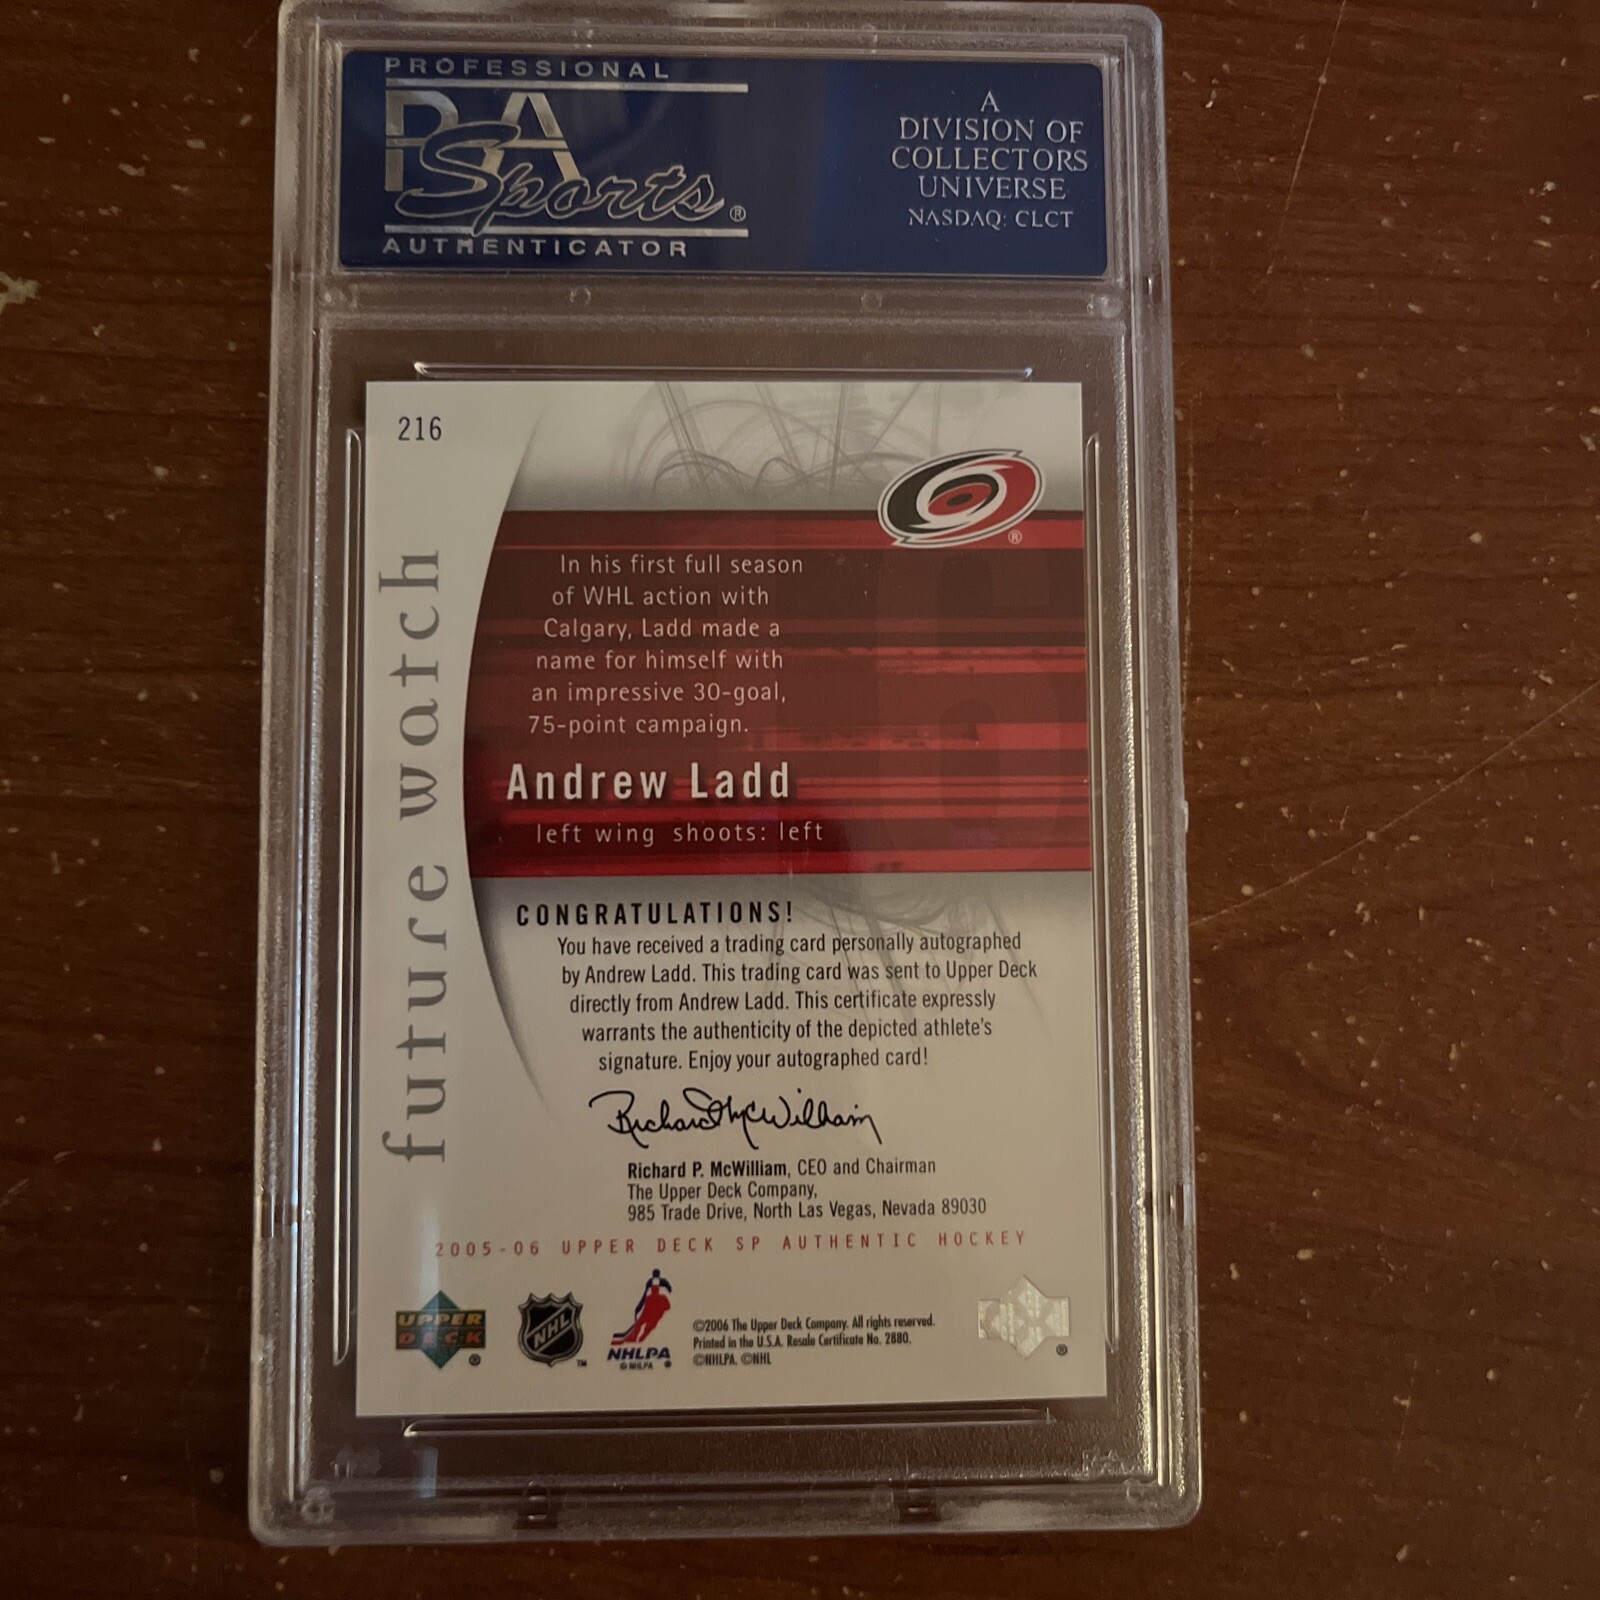 PROFESSIONAL
PSA
Sports®
AUTHENTICATOR
A
DIVISION OF
COLLECTORS
UNIVERSE
NASDAQ: CLCT
216
future watch
®
In his first full season
of WHL action with
Calgary, Ladd made a
name for himself with
an impressive 30-goal,
75-point campaign.
Andrew Ladd
left wing shoots: left
CONGRATULATIONS!
You have received a trading card personally autographed
by Andrew Ladd. This trading card was sent to Upper Deck
directly from Andrew Ladd. This certificate expressly
warrants the authenticity of the depicted athlete's
signature. Enjoy your autographed card!
Richard McWilliam
Richard P. McWilliam, CEO and Chairman
The Upper Deck Company,
985 Trade Drive, North Las Vegas, Nevada 89030
2005-06 UPPER DECK SP AUTHENTIC HOCKEY
UPPER
DECK
®
NHL
™
NHLPA
© NHLPA ®
©2006 The Upper Deck Company. All rights reserved.
Printed in the U.S.A. Resale Certificate No. 2880.
©NHLPA. ©NHL
®